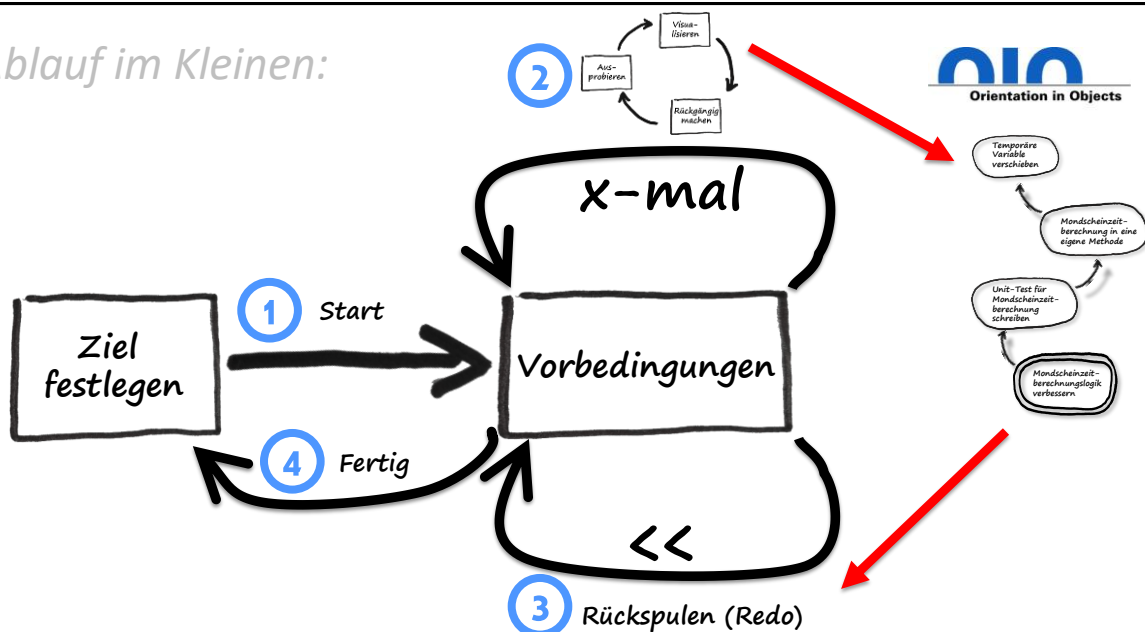 blauf im Kleinen:
2
Visua-
lisieren
Aus-
probieren
Rückgängig
machen
Orientation in Objects
Temporäre
Variable
verschieben
x-mal
Mondscheinzeit-
berechnung in eine
eigene Methode
1
Start
Unit-Test für
Mondscheinzeit-
berechnung
schreiben
Ziel
festlegen
Vorbedingungen
Mondscheinzeit-
berechnungslogik
verbessern
4
Fertig
<<
3
Rückspulen (Redo)